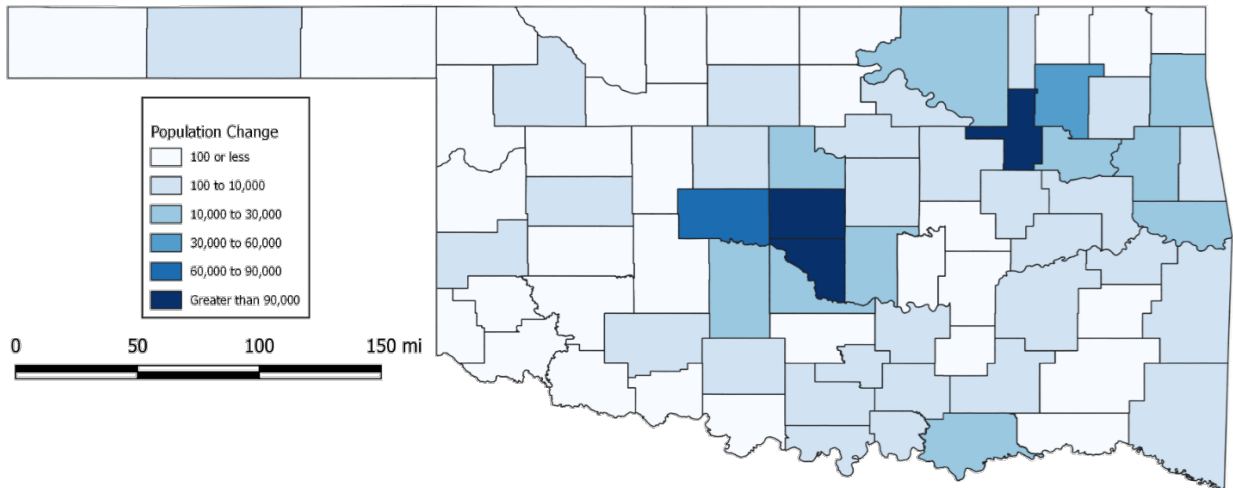 Population Change
100 or less
100 to 10,000
10,000 to 30,000
30,000 to 60,000
60,000 to 90,000
Greater than 90,000
0 50 100 150 mi